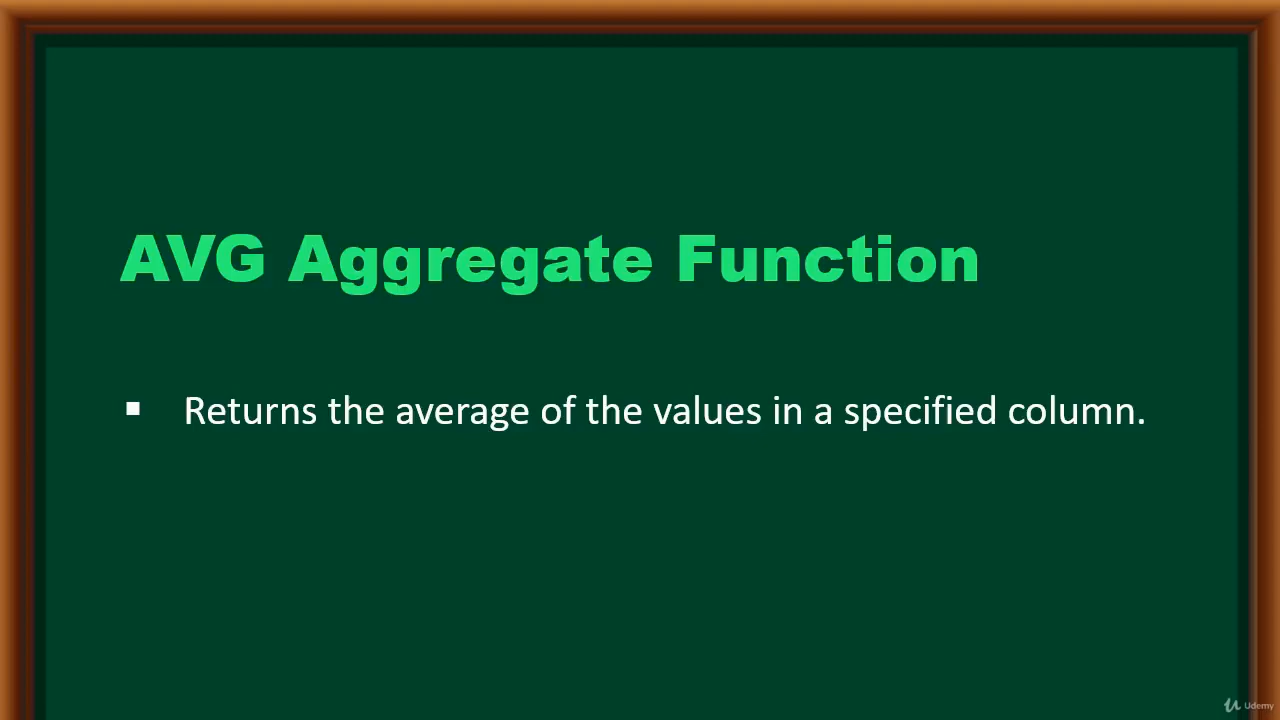 AVG Aggregate Function
▪ Returns the average of the values in a specified column.
Udemy